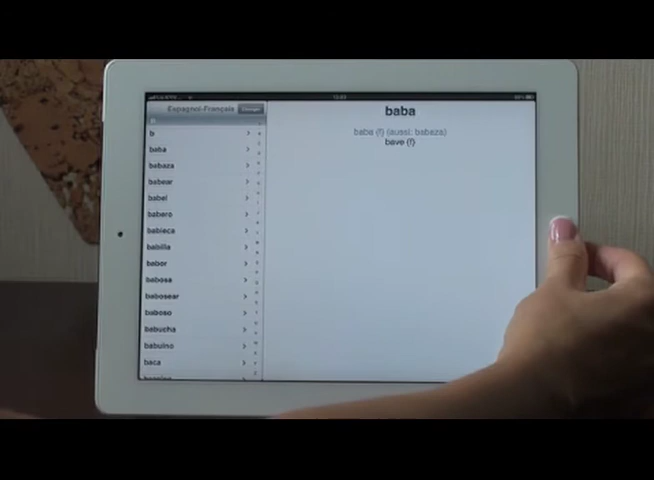 Espagnol-Français
b
baba
babaza
babear
babel
babero
babieca
babilla
babor
babosa
babosear
baboso
babucha
babuino
baca
baba
baba {f} (aussi: babaza)
bave {f}